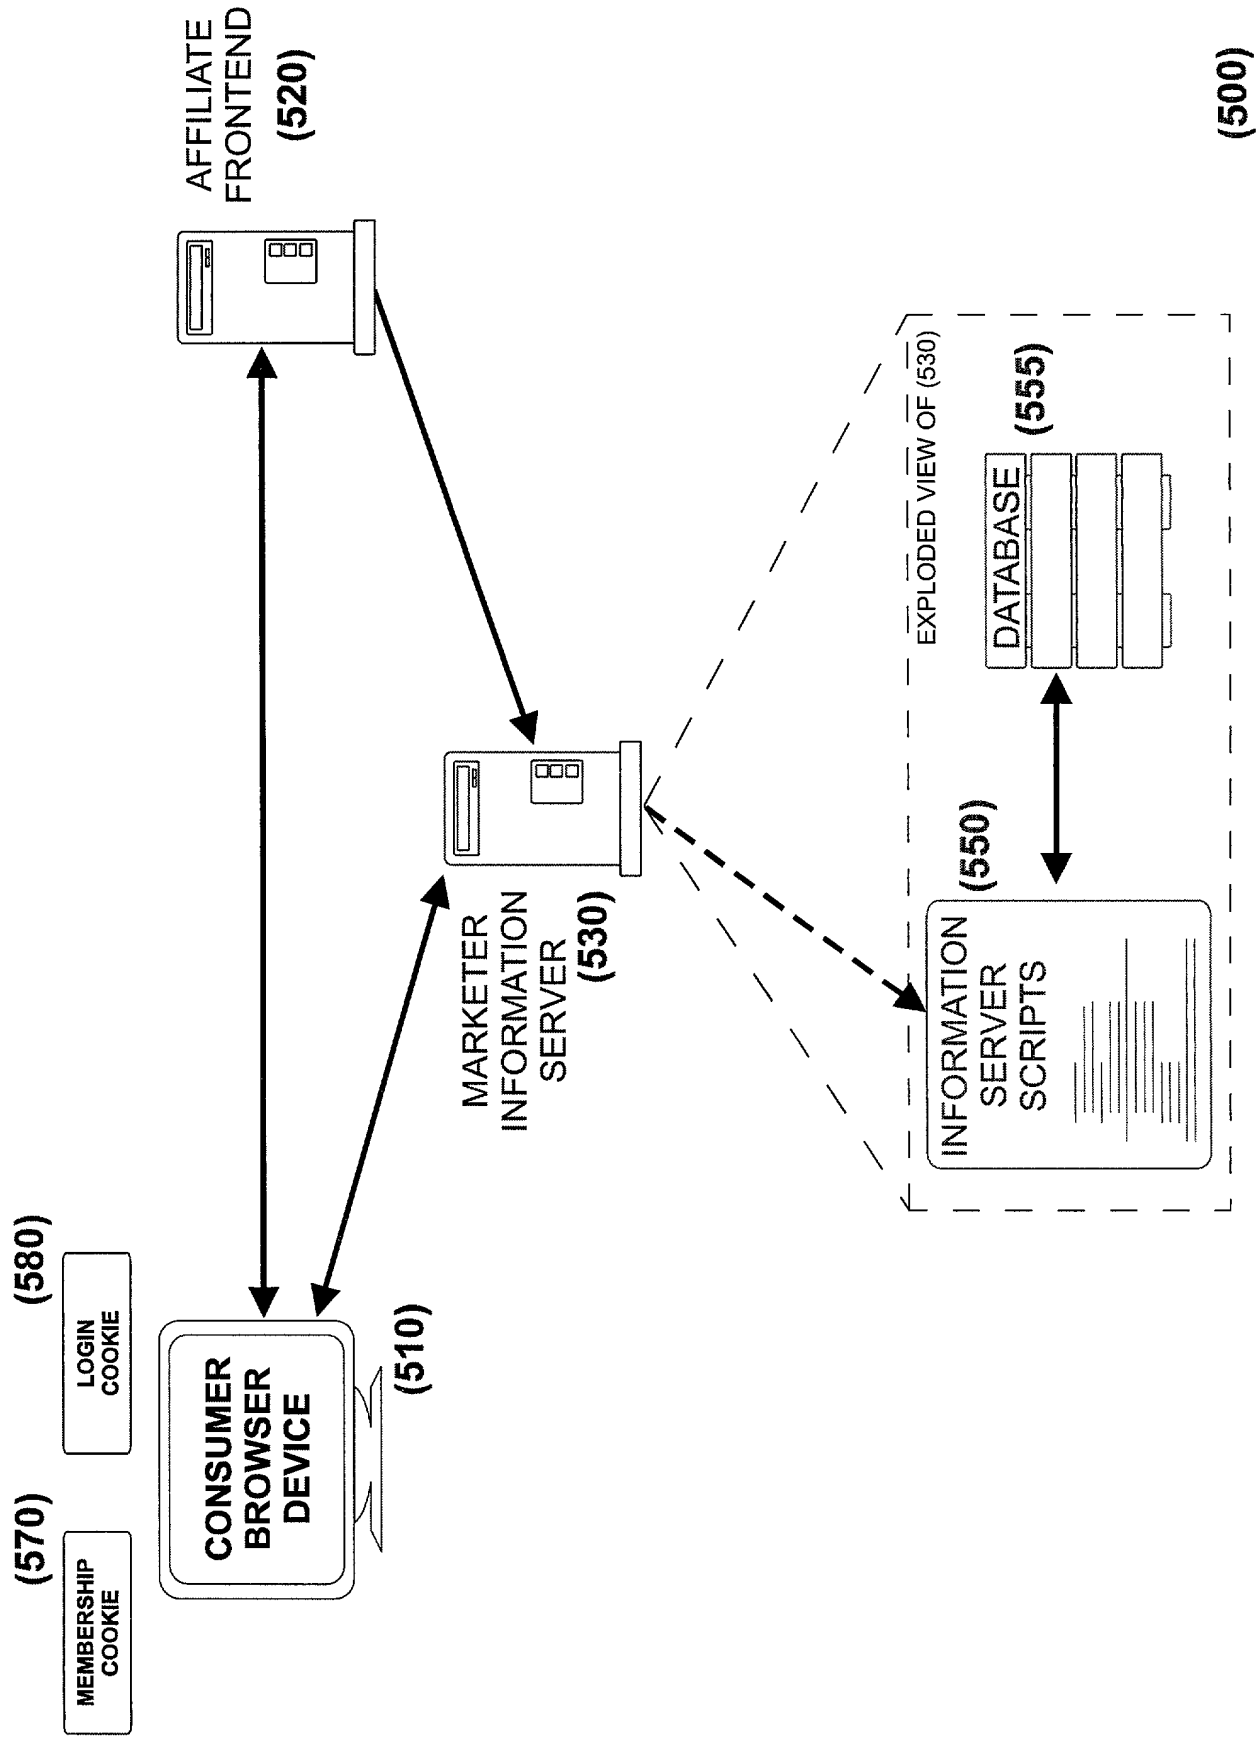 (570)
(580)
MEMBERSHIP
COOKIE
LOGIN
COOKIE
CONSUMER
BROWSER
DEVICE
(510)
AFFILIATE
FRONTEND
(520)
MARKETER
INFORMATION
SERVER
(530)
EXPLODED VIEW OF (530)
INFORMATION
SERVER
SCRIPTS
(550)
DATABASE
(555)
(500)